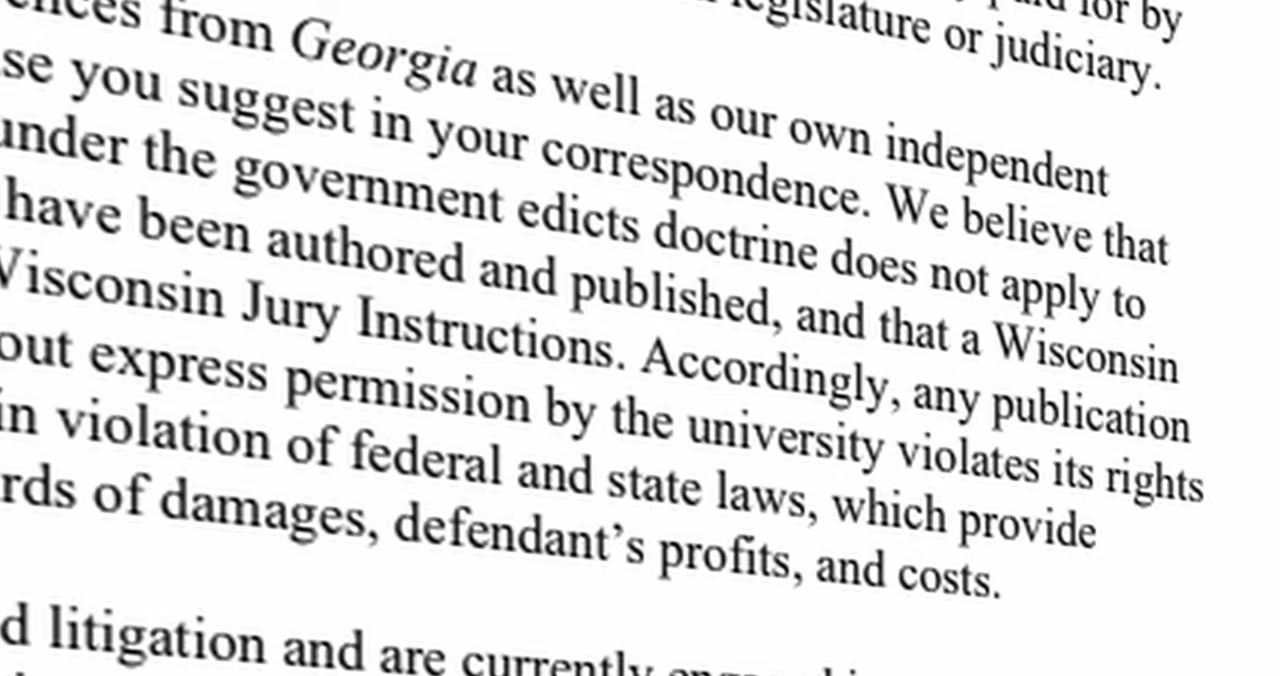 for by
legislature or judiciary.
from Georgia as well as our own independent
se you suggest in your correspondence. We believe that
under the government edicts doctrine does not apply to
have been authored and published, and that a Wisconsin
Wisconsin Jury Instructions. Accordingly, any publication
out express permission by the university violates its rights
in violation of federal and state laws, which provide
rds of damages, defendant's profits, and costs.
d litigation and are currently